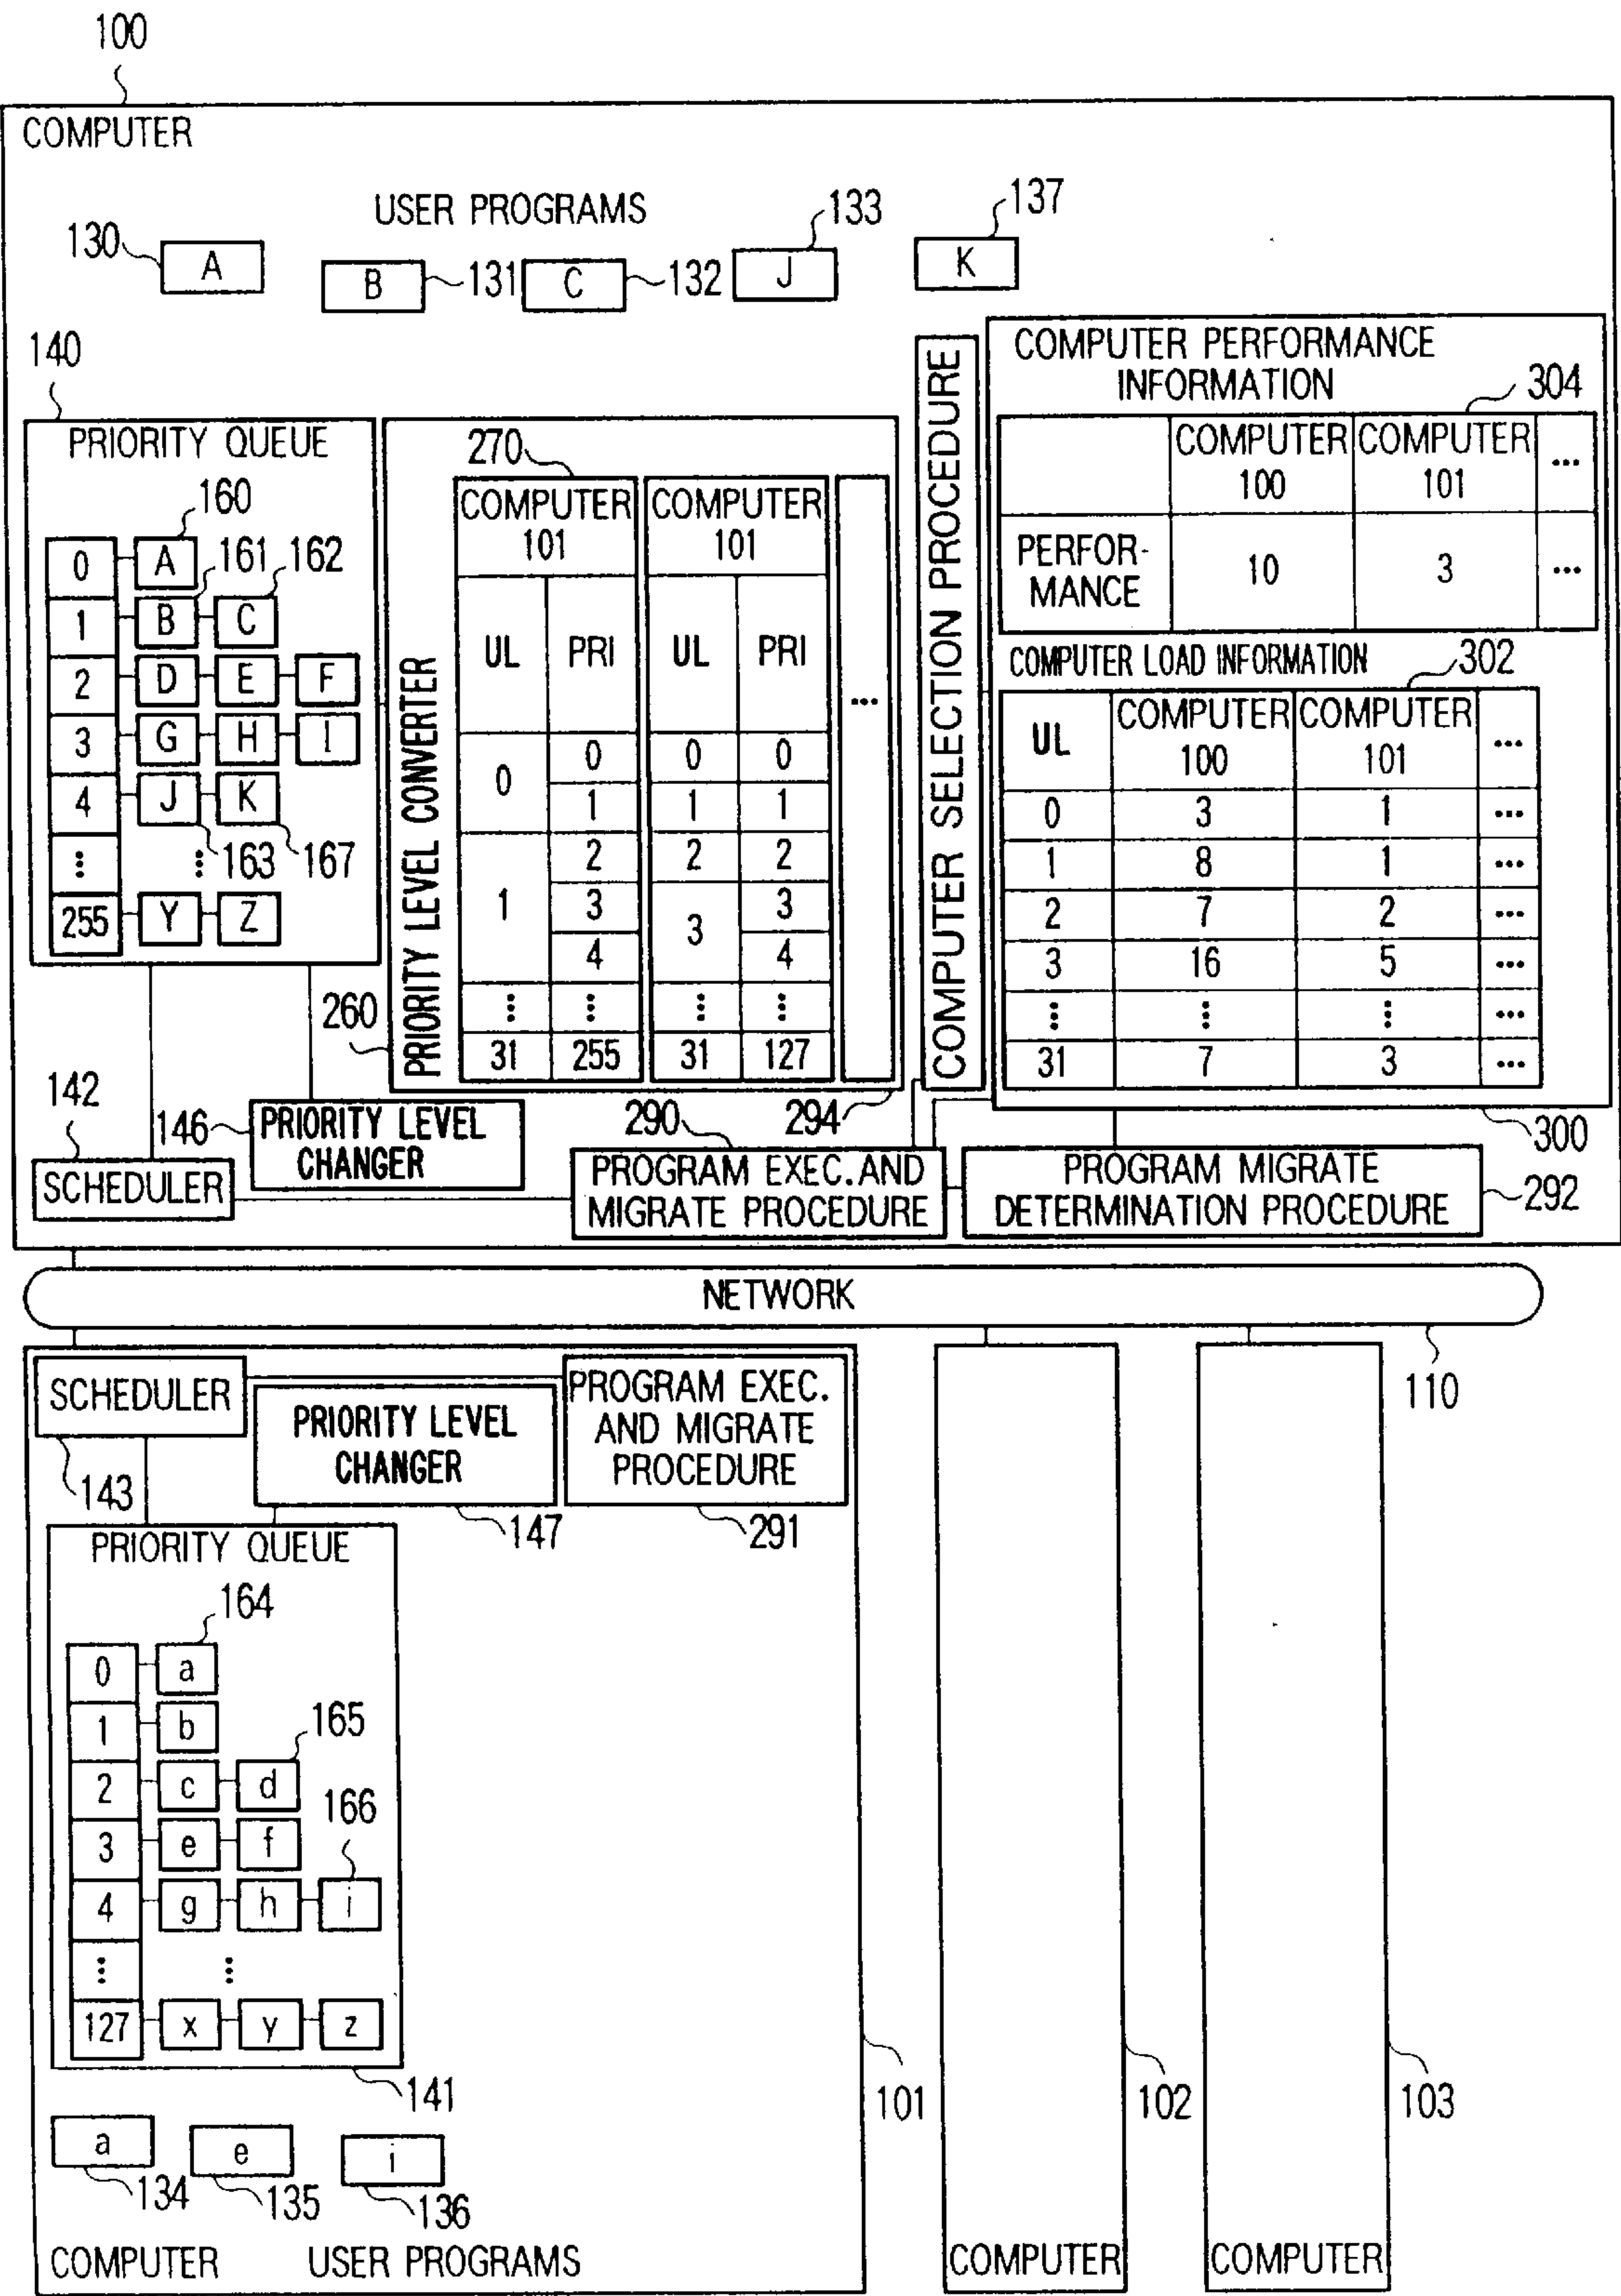 100
COMPUTER
USER PROGRAMS
130 A
B 131
C 132
J 133
K 137
140
PRIORITY QUEUE
160
0 A
161 162
1 B C
2 D E F
3 G H I
4 J K
⋮ ⋮ 163 167
255 Y Z
PRIORITY LEVEL CONVERTER
260
270
COMPUTER 101 COMPUTER 101 ...
UL PRI UL PRI
0 0 0 0
1 1 1
1 2 2 2
3 3 3
4 4
⋮ ⋮ ⋮ ⋮
31 255 31 127
294
COMPUTER SELECTION PROCEDURE
COMPUTER PERFORMANCE
INFORMATION
304
COMPUTER 100 COMPUTER 101 ...
PERFOR-
MANCE 10 3 ...
COMPUTER LOAD INFORMATION
302
UL COMPUTER 100 COMPUTER 101 ...
0 3 1 ...
1 8 1 ...
2 7 2 ...
3 16 5 ...
⋮ ⋮ ⋮ ...
31 7 3 ...
300
142
SCHEDULER
146
PRIORITY LEVEL
CHANGER
290
PROGRAM EXEC. AND
MIGRATE PROCEDURE
PROGRAM MIGRATE
DETERMINATION PROCEDURE
292
NETWORK
110
SCHEDULER
143
PRIORITY LEVEL
CHANGER
147
PROGRAM EXEC.
AND MIGRATE
PROCEDURE
291
PRIORITY QUEUE
164
0 a
1 b
165
2 c d
166
3 e f
4 g h i
⋮ ⋮
127 x y z
141
a
134
e
135
i
136
COMPUTER
USER PROGRAMS
101
COMPUTER
102
COMPUTER
103